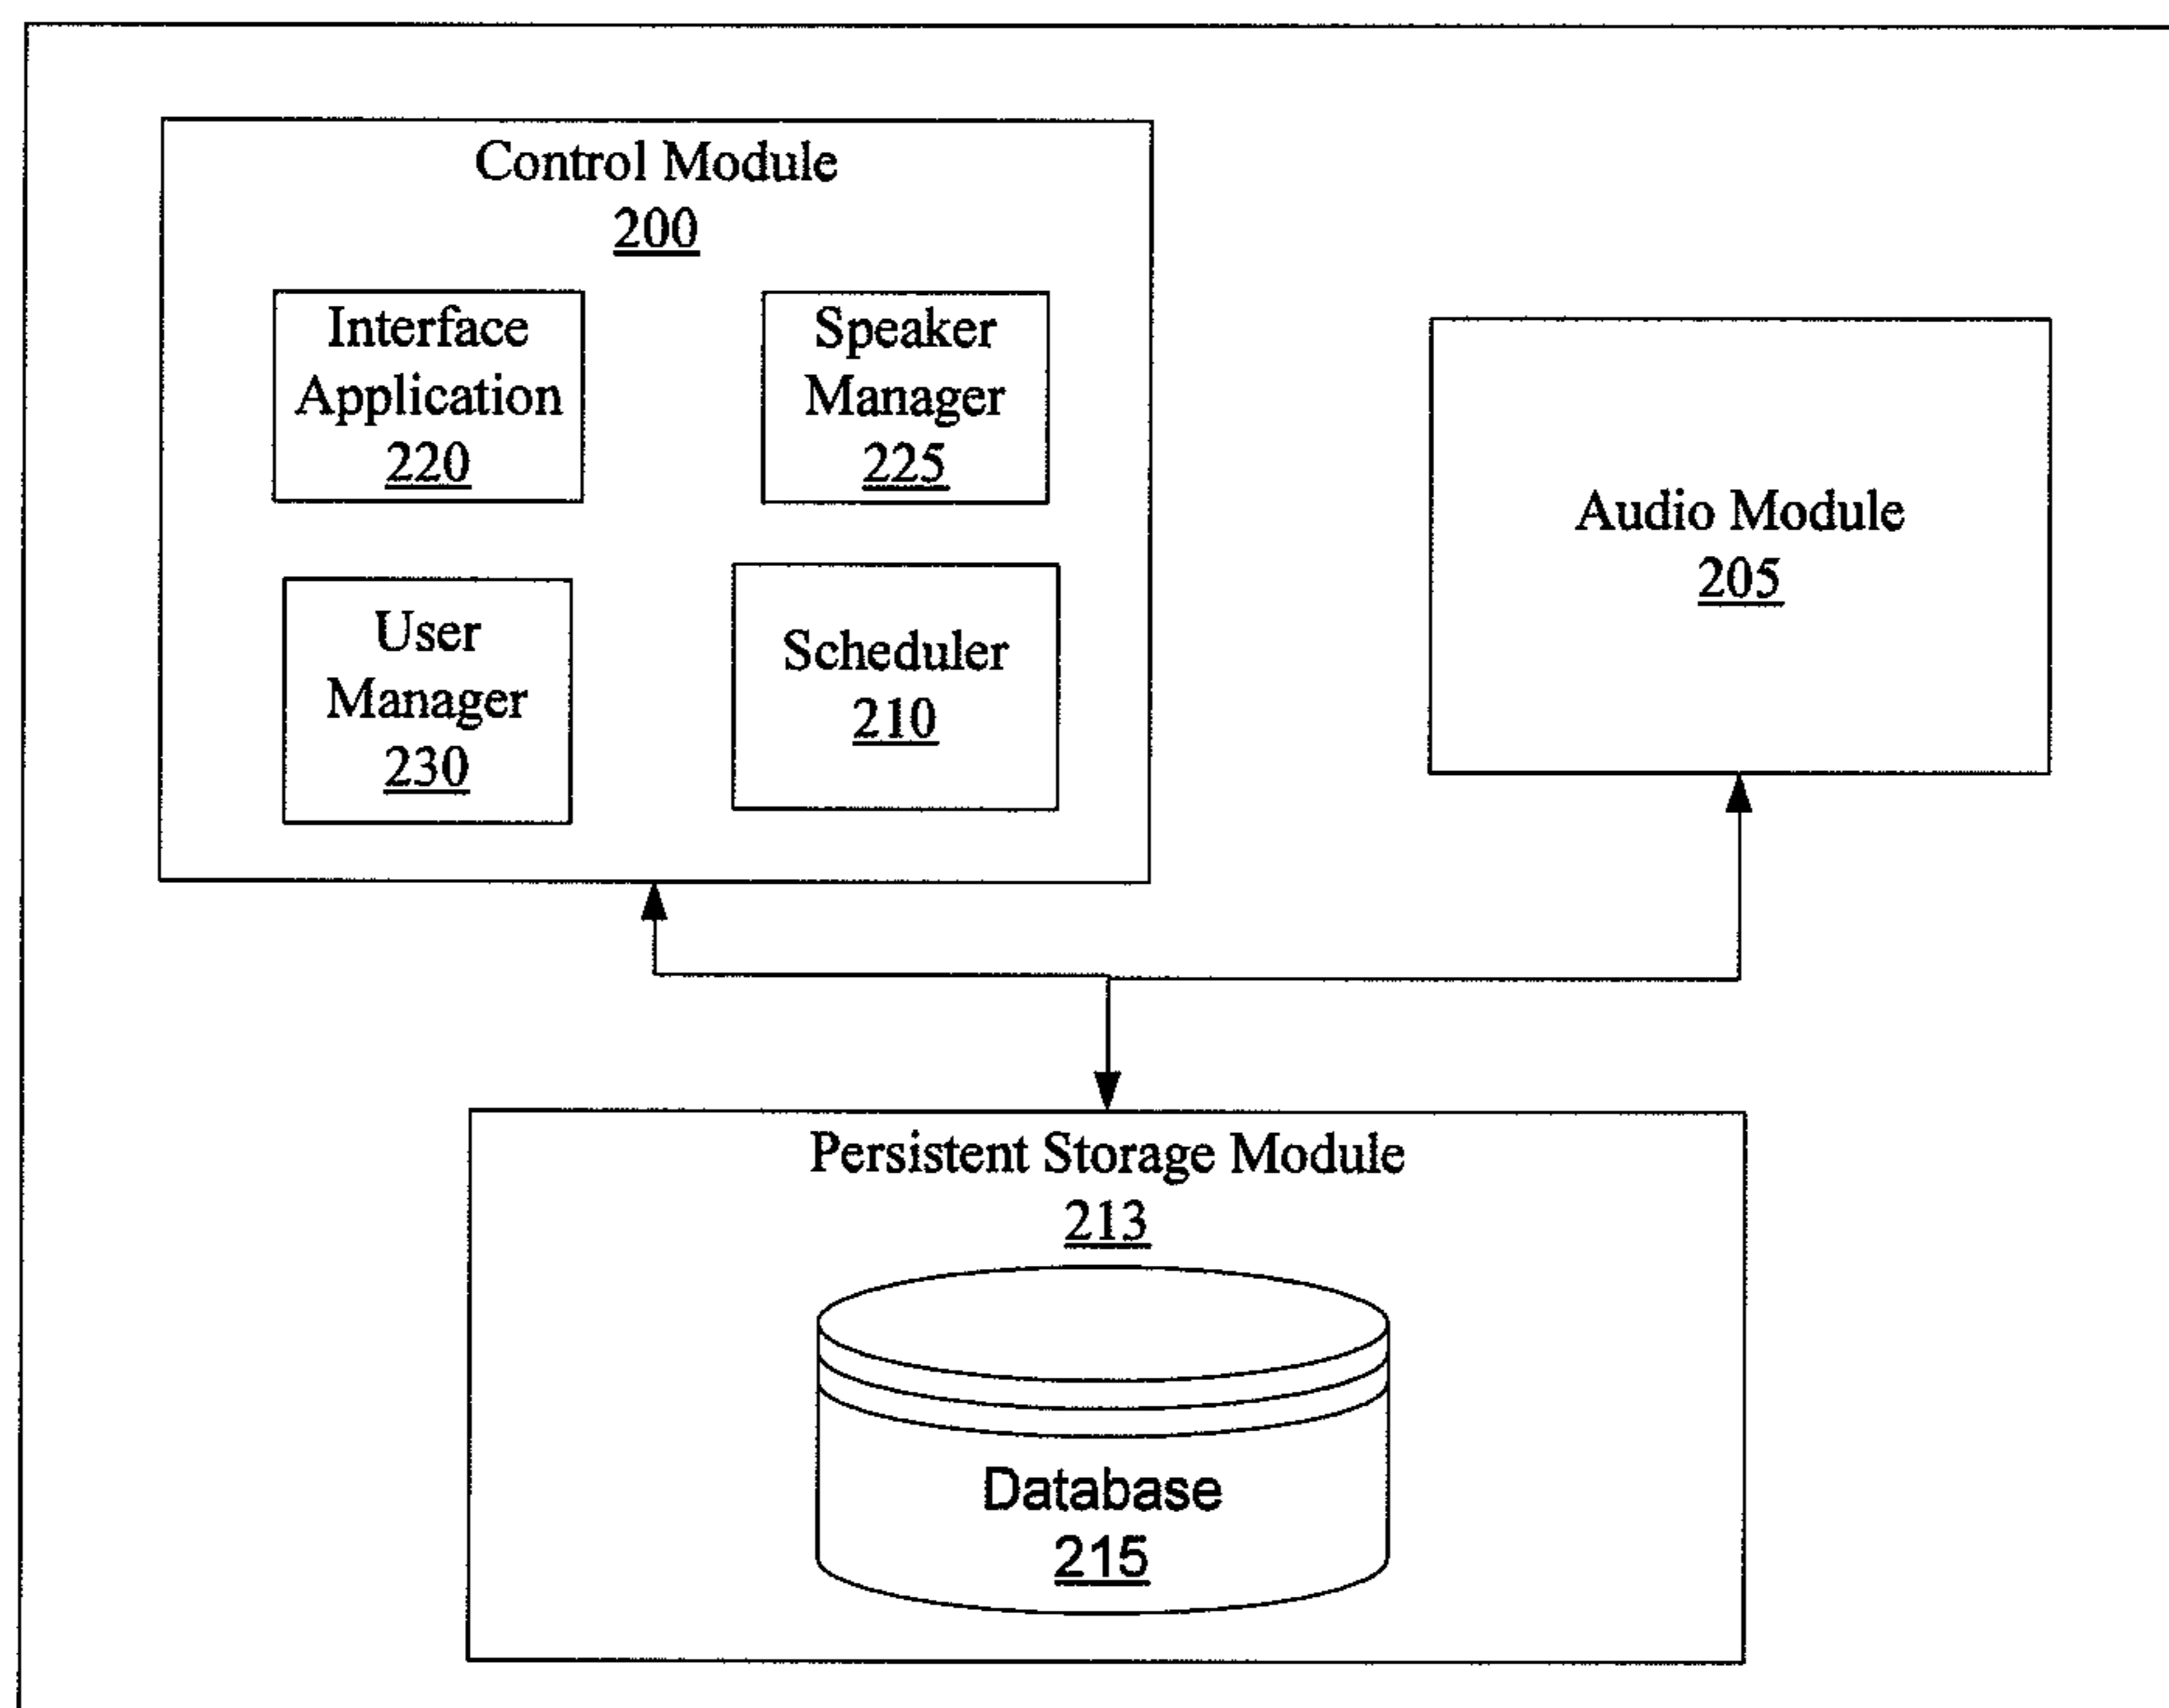 Control Module
200
Interface
Application
220
Speaker
Manager
225
User
Manager
230
Scheduler
210
Audio Module
205
Persistent Storage Module
213
Database
215